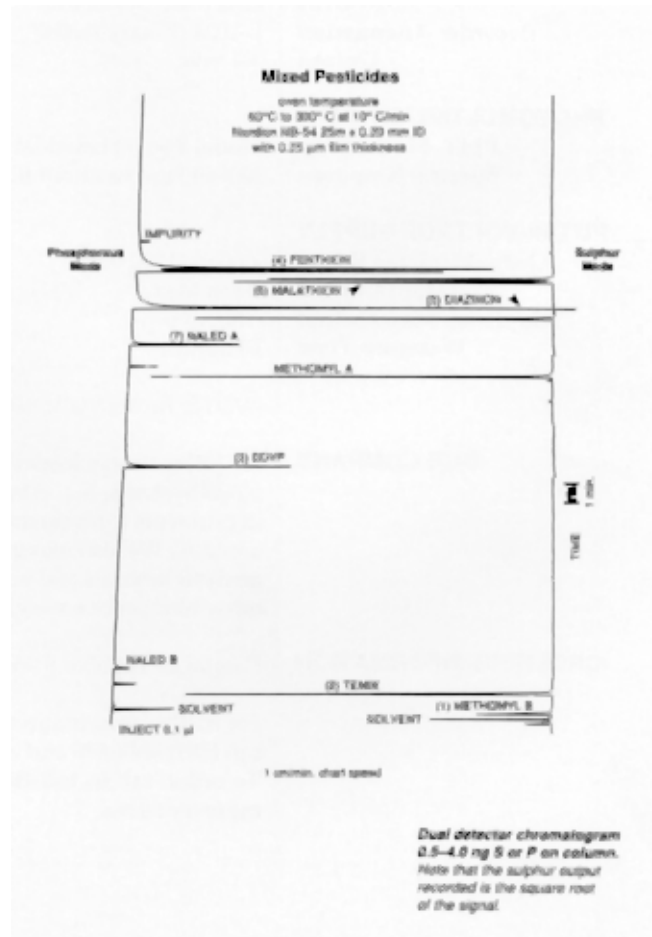 Mixed Pesticides
oven temperature
60°C to 300° C at 10° C/min
Nordion NB-54 25m x 0.20 mm ID
with 0.25 μm film thickness
IMPURITY
Phosphorous
Mode
Sulphur
Mode
(4) FENTHION
(6) MALATHION
(5) DIAZINON
(7) NALED A
METHOMYL A
(3) DDVP
1 min.
TIME
NALED B
(2) TEMIK
(1) METHOMYL B
SOLVENT
SOLVENT
INJECT 0.1 μl
1 cm/min. chart speed
Dual detector chromatogram
0.5–4.0 ng S or P on column.
Note that the sulphur output
recorded is the square root
of the signal.